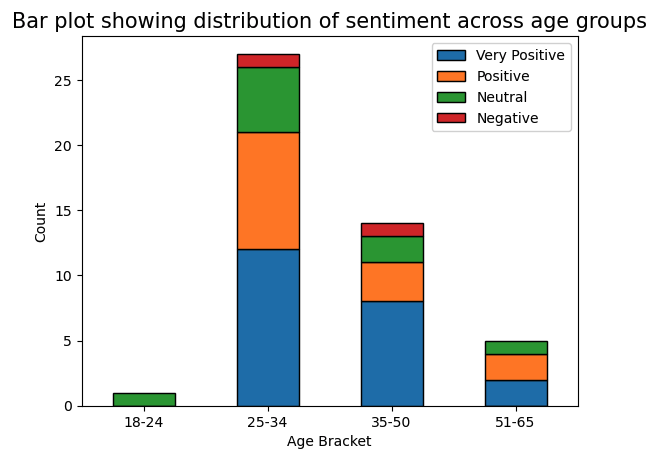 Bar plot showing distribution of sentiment across age groups
Very Positive
Positive
Neutral
Negative
25
20
15
10
5
0
Count
18-24
25-34
35-50
51-65
Age Bracket